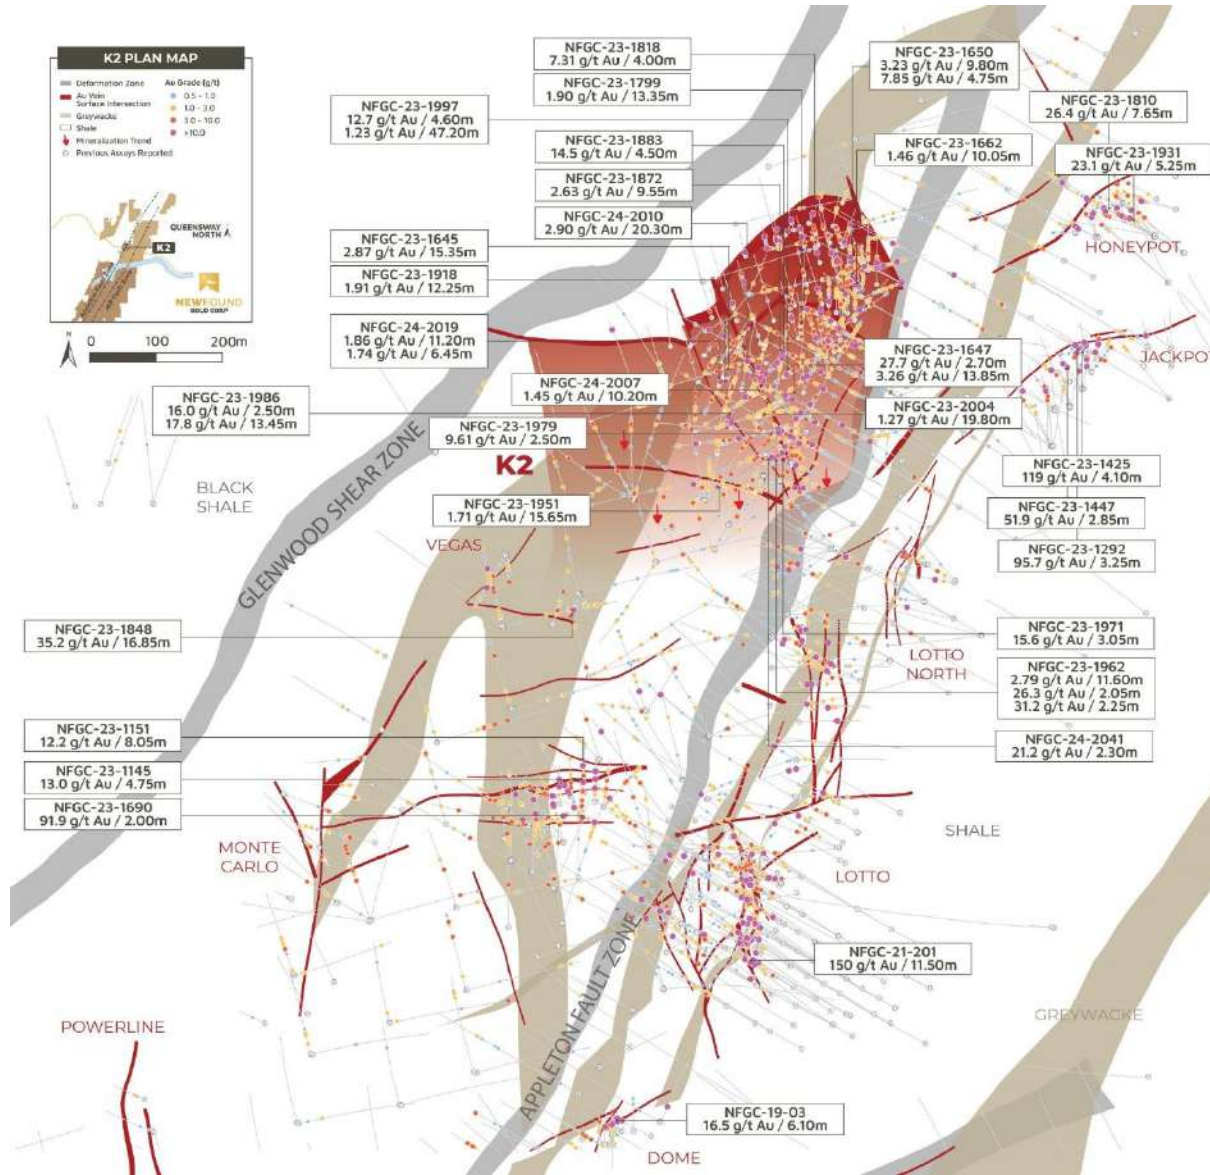 K2 PLAN MAP
Deformation Zone
Au Vein
Surface Intersection
Greywacke
Shale
Mineralization Trend
Previous Assays Reported
Au Grade (g/t)
0.5 - 1.0
1.0 - 3.0
3.0 - 10.0
>10.0
QUEENSWAY
NORTH
K2
NEWFOUND
GOLD CORP
N
0 100 200m
NFGC-23-1818
7.31 g/t Au / 4.00m
NFGC-23-1799
1.90 g/t Au / 13.35m
NFGC-23-1997
12.7 g/t Au / 4.60m
1.23 g/t Au / 47.20m
NFGC-23-1883
14.5 g/t Au / 4.50m
NFGC-23-1872
2.63 g/t Au / 9.55m
NFGC-24-2010
2.90 g/t Au / 20.30m
NFGC-23-1650
3.23 g/t Au / 9.80m
7.85 g/t Au / 4.75m
NFGC-23-1810
26.4 g/t Au / 7.65m
NFGC-23-1662
1.46 g/t Au / 10.05m
NFGC-23-1931
23.1 g/t Au / 5.25m
HONEYPOT
NFGC-23-1645
2.87 g/t Au / 15.35m
NFGC-23-1918
1.91 g/t Au / 12.25m
NFGC-24-2019
1.86 g/t Au / 11.20m
1.74 g/t Au / 6.45m
NFGC-23-1647
27.7 g/t Au / 2.70m
3.26 g/t Au / 13.85m
JACKPOT
NFGC-24-2007
1.45 g/t Au / 10.20m
NFGC-23-1986
16.0 g/t Au / 2.50m
17.8 g/t Au / 13.45m
NFGC-23-2004
1.27 g/t Au / 19.80m
NFGC-23-1979
9.61 g/t Au / 2.50m
K2
BLACK
SHALE
GLENWOOD SHEAR ZONE
NFGC-23-1425
119 g/t Au / 4.10m
NFGC-23-1951
1.71 g/t Au / 15.65m
NFGC-23-1447
51.9 g/t Au / 2.85m
VEGAS
NFGC-23-1292
95.7 g/t Au / 3.25m
NFGC-23-1848
35.2 g/t Au / 16.85m
NFGC-23-1971
15.6 g/t Au / 3.05m
LOTTO
NORTH
NFGC-23-1962
2.79 g/t Au / 11.60m
26.3 g/t Au / 2.05m
31.2 g/t Au / 2.25m
NFGC-23-1151
12.2 g/t Au / 8.05m
NFGC-24-2041
21.2 g/t Au / 2.30m
NFGC-23-1145
13.0 g/t Au / 4.75m
NFGC-23-1690
91.9 g/t Au / 2.00m
MONTE
CARLO
SHALE
LOTTO
APPLETON FAULT ZONE
NFGC-21-201
150 g/t Au / 11.50m
POWERLINE
GREYWACKE
NFGC-19-03
16.5 g/t Au / 6.10m
DOME